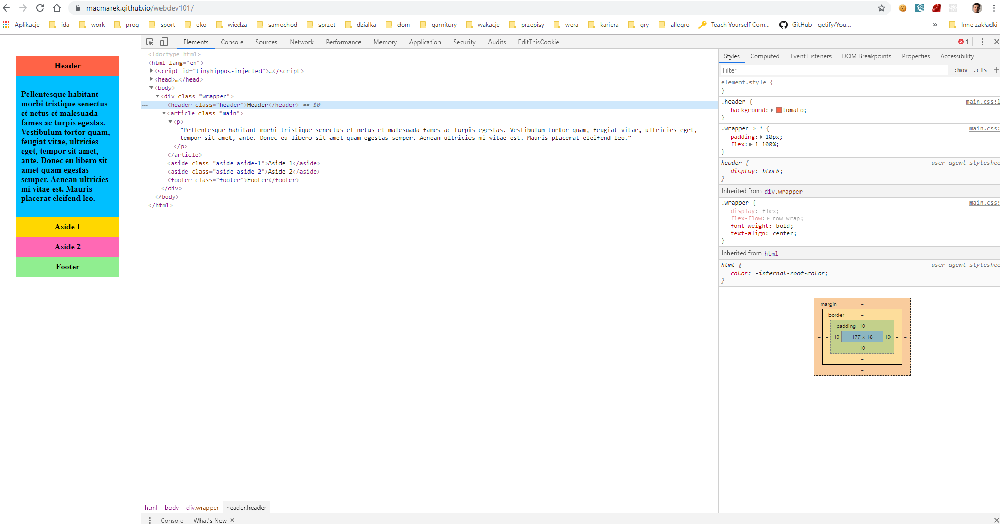 macmarek.github.io/webdev101/
Aplikacje ida work prog sport eko wiedza samochod sprzet dzialka dom garnitury wakacje przepisy wera kariera gry allegro Teach Yourself Com... GitHub - getify/You... » Inne zakładki
Header
Pellentesque habitant
morbi tristique senectus
et netus et malesuada
fames ac turpis egestas.
Vestibulum tortor quam,
feugiat vitae, ultricies
eget, tempor sit amet,
ante. Donec eu libero sit
amet quam egestas
semper. Aenean ultricies
mi vitae est. Mauris
placerat eleifend leo.
Aside 1
Aside 2
Footer
Elements Console Sources Network Performance Memory Application Security Audits EditThisCookie 1
<!doctype html>
<html lang="en">
<script id="tinyhippos-injected">…</script>
<head>…</head>
<body>
<div class="wrapper">
<header class="header">Header</header> == $0
<article class="main">
<p>
"Pellentesque habitant morbi tristique senectus et netus et malesuada fames ac turpis egestas. Vestibulum tortor quam, feugiat vitae, ultricies eget,
tempor sit amet, ante. Donec eu libero sit amet quam egestas semper. Aenean ultricies mi vitae est. Mauris placerat eleifend leo."
</p>
</article>
<aside class="aside aside-1">Aside 1</aside>
<aside class="aside aside-2">Aside 2</aside>
<footer class="footer">Footer</footer>
</div>
</body>
</html>
html body div.wrapper header.header
Console What's New
Styles Computed Event Listeners DOM Breakpoints Properties Accessibility
Filter :hov .cls +
element.style {
}
.header { main.css:1
background: tomato;
}
.wrapper > * { main.css:
padding: 10px;
flex: 1 100%;
}
header { user agent styleshee
display: block;
}
Inherited from div.wrapper
.wrapper { main.css:
display: flex;
flex-flow: row wrap;
font-weight: bold;
text-align: center;
}
Inherited from html
html { user agent styleshee
color: -internal-root-color;
}
margin –
border –
padding 10
– – 10 177 × 18 10 – –
10
–
–